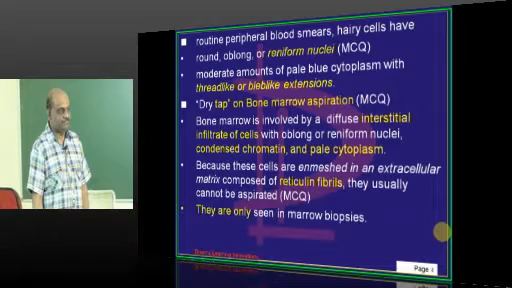 routine peripheral blood smears, hairy cells have
round, oblong, or reniform nuclei (MCQ)
moderate amounts of pale blue cytoplasm with
threadlike or bleblike extensions.
"Dry tap" on Bone marrow aspiration (MCQ)
Bone marrow is involved by a diffuse interstitial
infiltrate of cells with oblong or reniform nuclei,
condensed chromatin, and pale cytoplasm.
Because these cells are enmeshed in an extracellular
matrix composed of reticulin fibrils, they usually
cannot be aspirated (MCQ)
They are only seen in marrow biopsies.
Page